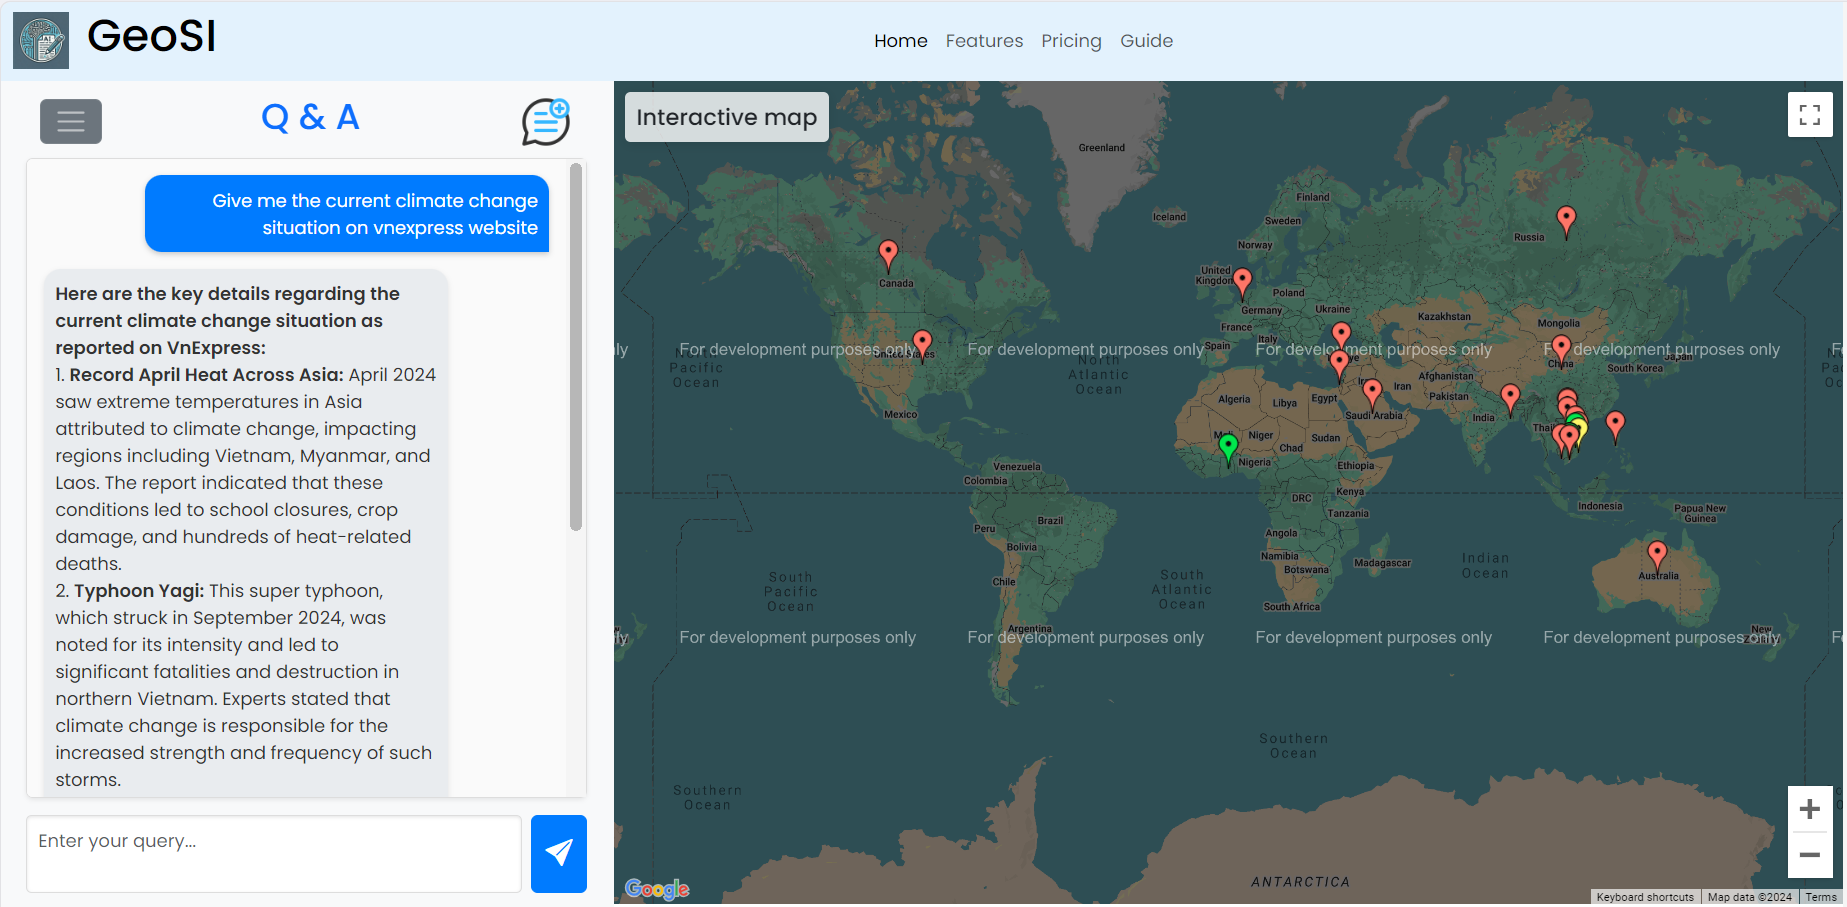 GeoSI
Home Features Pricing Guide
Q & A
Give me the current climate change
situation on vnexpress website
Here are the key details regarding the
current climate change situation as
reported on VnExpress:
1. Record April Heat Across Asia: April 2024
saw extreme temperatures in Asia
attributed to climate change, impacting
regions including Vietnam, Myanmar, and
Laos. The report indicated that these
conditions led to school closures, crop
damage, and hundreds of heat-related
deaths.
2. Typhoon Yagi: This super typhoon,
which struck in September 2024, was
noted for its intensity and led to
significant fatalities and destruction in
northern Vietnam. Experts stated that
climate change is responsible for the
increased strength and frequency of such
storms.
Enter your query...
Interactive map
Greenland
Iceland
Finland
Sweden
Norway
Russia
United
Kingdom
Canada
Poland
Germany
Ukraine
France
Italy
Spain
Kazakhstan
Mongolia
For development purposes only
For development purposes only
For development purposes only
For development purposes only
North
Pacific
Ocean
North
Atlantic
Ocean
China
Japan
South Korea
Afghanistan
Iran
Pakistan
Algeria
Libya
Egypt
Saudi Arabia
India
Mexico
Mali
Niger
Chad
Sudan
Nigeria
Ethiopia
Venezuela
Colombia
DRC
Kenya
Tanzania
Indonesia
Papua New
Guinea
Peru
Brazil
Bolivia
Angola
Namibia
Botswana
Madagascar
Indian
Ocean
South
Pacific
Ocean
South
Atlantic
Ocean
Chile
South Africa
Australia
Argentina
For development purposes only
For development purposes only
For development purposes only
For development purposes only
Southern
Ocean
Southern
Ocean
ANTARCTICA
Google
Keyboard shortcuts Map data ©2024 Terms